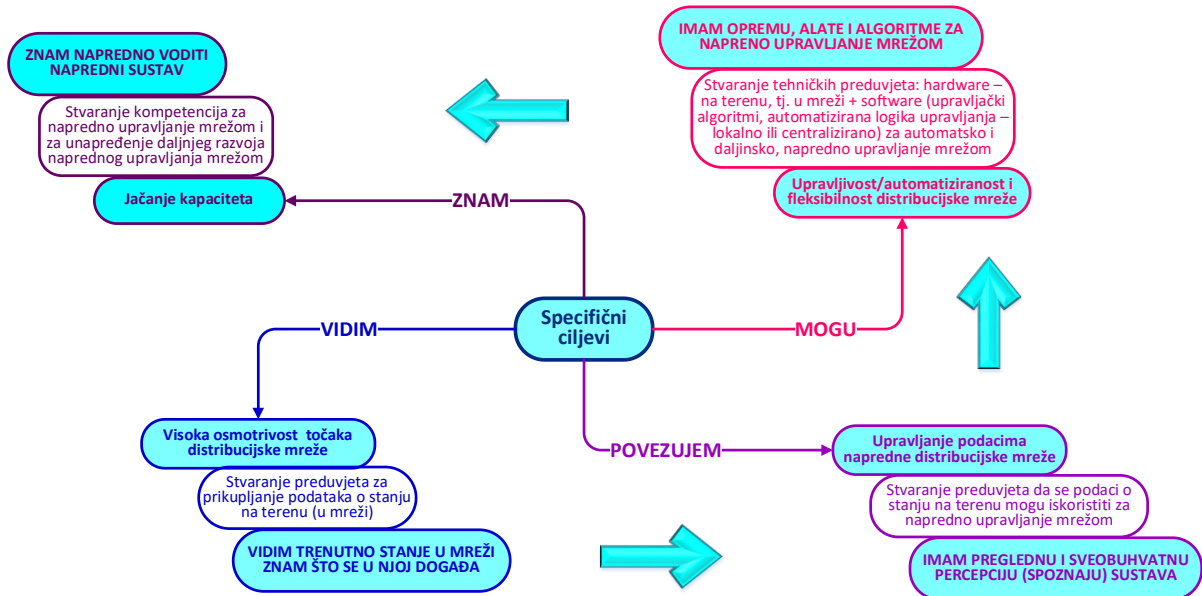 ZNAM NAPREDNO VODITI
NAPREDNI SUSTAV
Stvaranje kompetencija za
napredno upravljanje mrežom i
za unapređenje daljnjeg razvoja
naprednog upravljanja mrežom
Jačanje kapaciteta
ZNAM
IMAM OPREMU, ALATE I ALGORITME ZA
NAPRENO UPRAVLJANJE MREŽOM
Stvaranje tehničkih preduvjeta: hardware –
na terenu, tj. u mreži + software (upravljački
algoritmi, automatizirana logika upravljanja –
lokalno ili centralizirano) za automatsko i
daljinsko, napredno upravljanje mrežom
Upravljivost/automatiziranost i
fleksibilnost distribucijske mreže
MOGU
Specifični
ciljevi
VIDIM
Visoka osmotrivost točaka
distribucijske mreže
Stvaranje preduvjeta za
prikupljanje podataka o stanju
na terenu (u mreži)
VIDIM TRENUTNO STANJE U MREŽI
ZNAM ŠTO SE U NJOJ DOGAĐA
POVEZUJEM
Upravljanje podacima
napredne distribucijske mreže
Stvaranje preduvjeta da se podaci o
stanju na terenu mogu iskoristiti za
napredno upravljanje mrežom
IMAM PREGLEDNU I SVEOBUHVATNU
PERCEPCIJU (SPOZNAJU) SUSTAVA